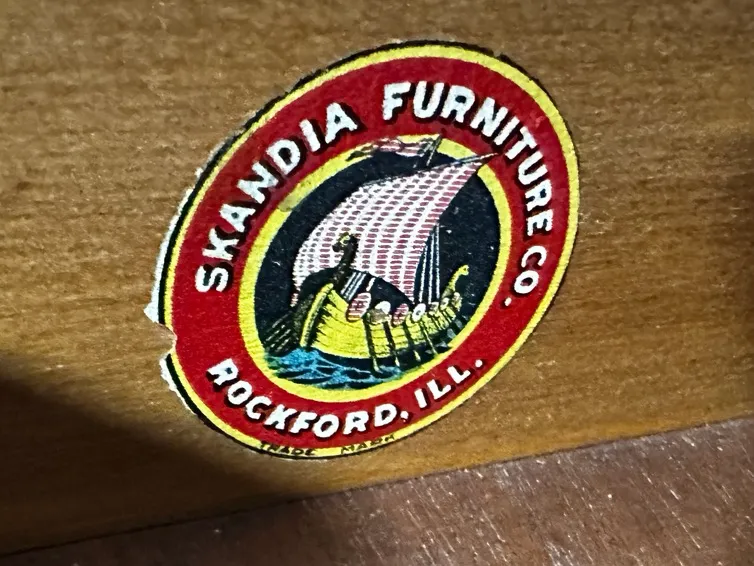 SKANDIA FURNITURE CO.
ROCKFORD, ILL.
TRADE MARK